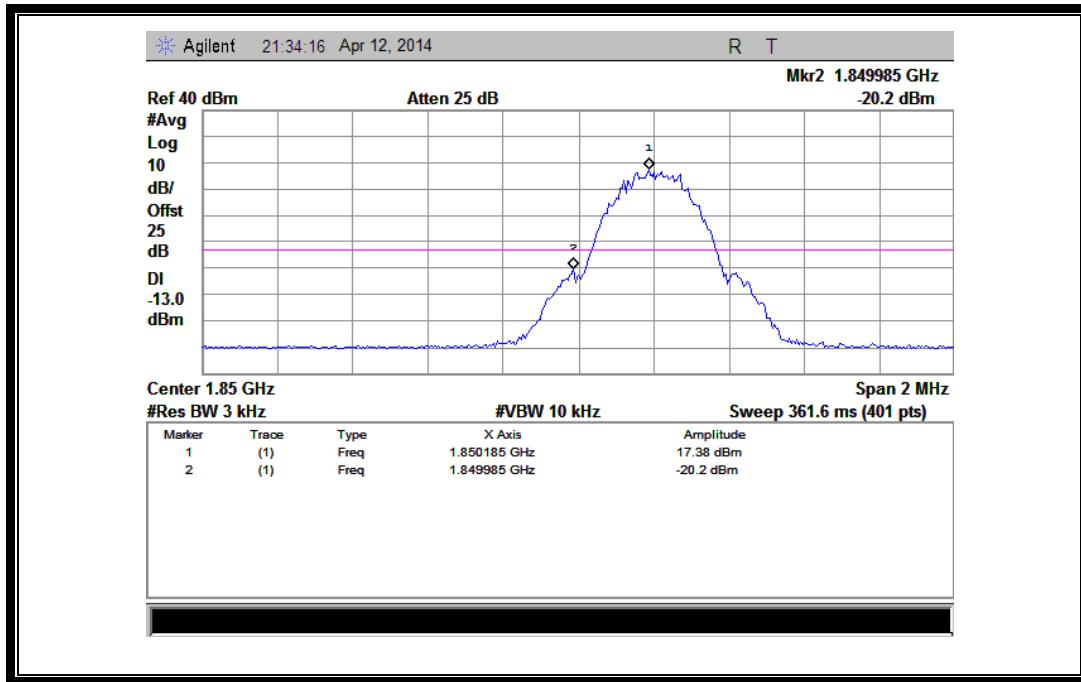 Agilent 21:34:16 Apr 12, 2014 R T
Mkr2 1.849985 GHz
Ref 40 dBm Atten 25 dB -20.2 dBm
#Avg
Log
10
dB/
Offst
25
dB
DI
-13.0
dBm
1
2
Center 1.85 GHz Span 2 MHz
#Res BW 3 kHz #VBW 10 kHz Sweep 361.6 ms (401 pts)
Marker Trace Type X Axis Amplitude
1 (1) Freq 1.850185 GHz 17.38 dBm
2 (1) Freq 1.849985 GHz -20.2 dBm